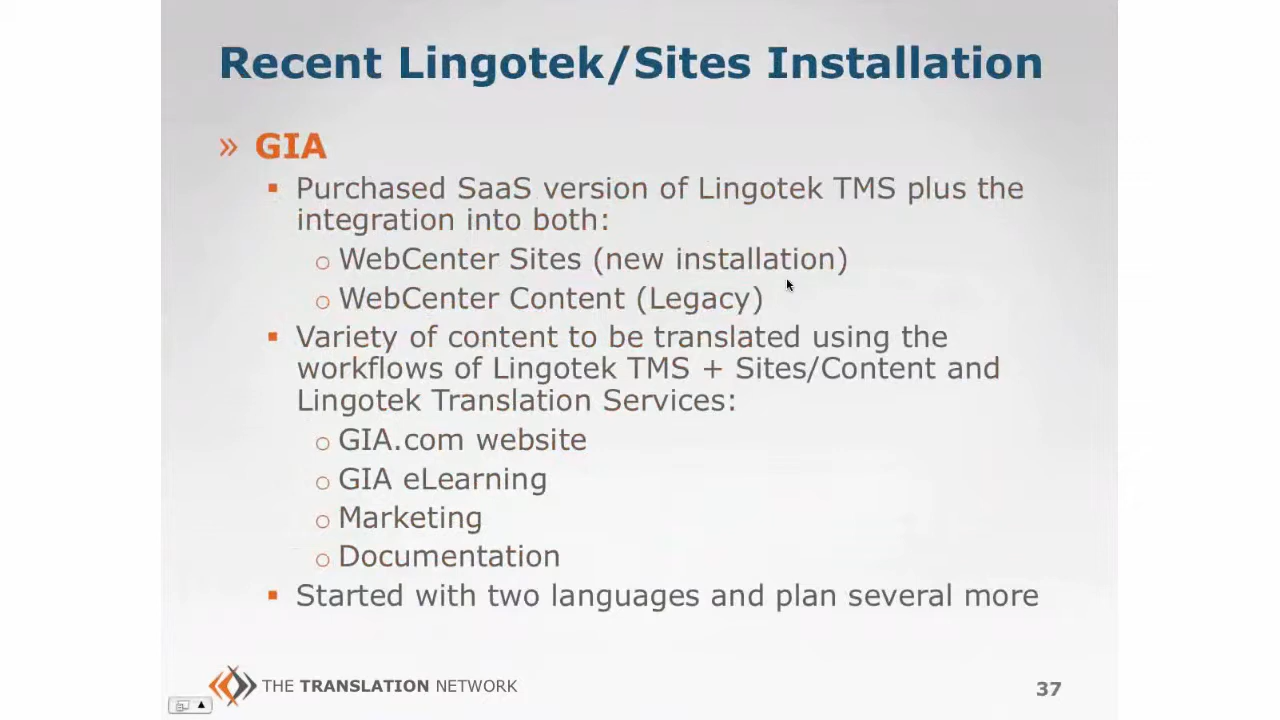 Recent Lingotek/Sites Installation
» GIA
▪ Purchased SaaS version of Lingotek TMS plus the
integration into both:
o WebCenter Sites (new installation)
o WebCenter Content (Legacy)
▪ Variety of content to be translated using the
workflows of Lingotek TMS + Sites/Content and
Lingotek Translation Services:
o GIA.com website
o GIA eLearning
o Marketing
o Documentation
▪ Started with two languages and plan several more
THE TRANSLATION NETWORK
37